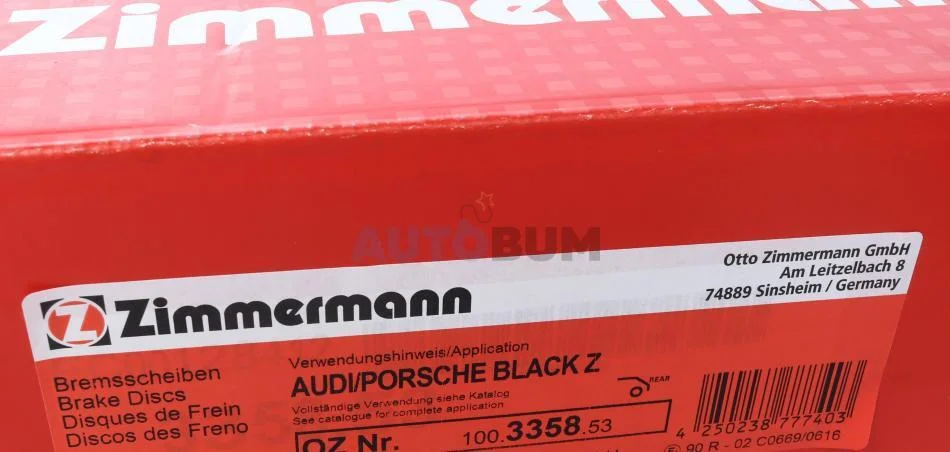 Zimmermann
AUTOBUM
Otto Zimmermann GmbH
Am Leitzelbach 8
74889 Sinsheim / Germany
Zimmermann
Bremsscheiben
Brake Discs
Disques de Frein
Discos del Freno
Verwendungshinweis/Application
AUDI/PORSCHE BLACK Z
Vollständige Verwendung siehe Katalog
See catalogue for complete application
REAR
OZ Nr. 100.3358.53
4 250238 777403
90 R - 02 C0669/0616